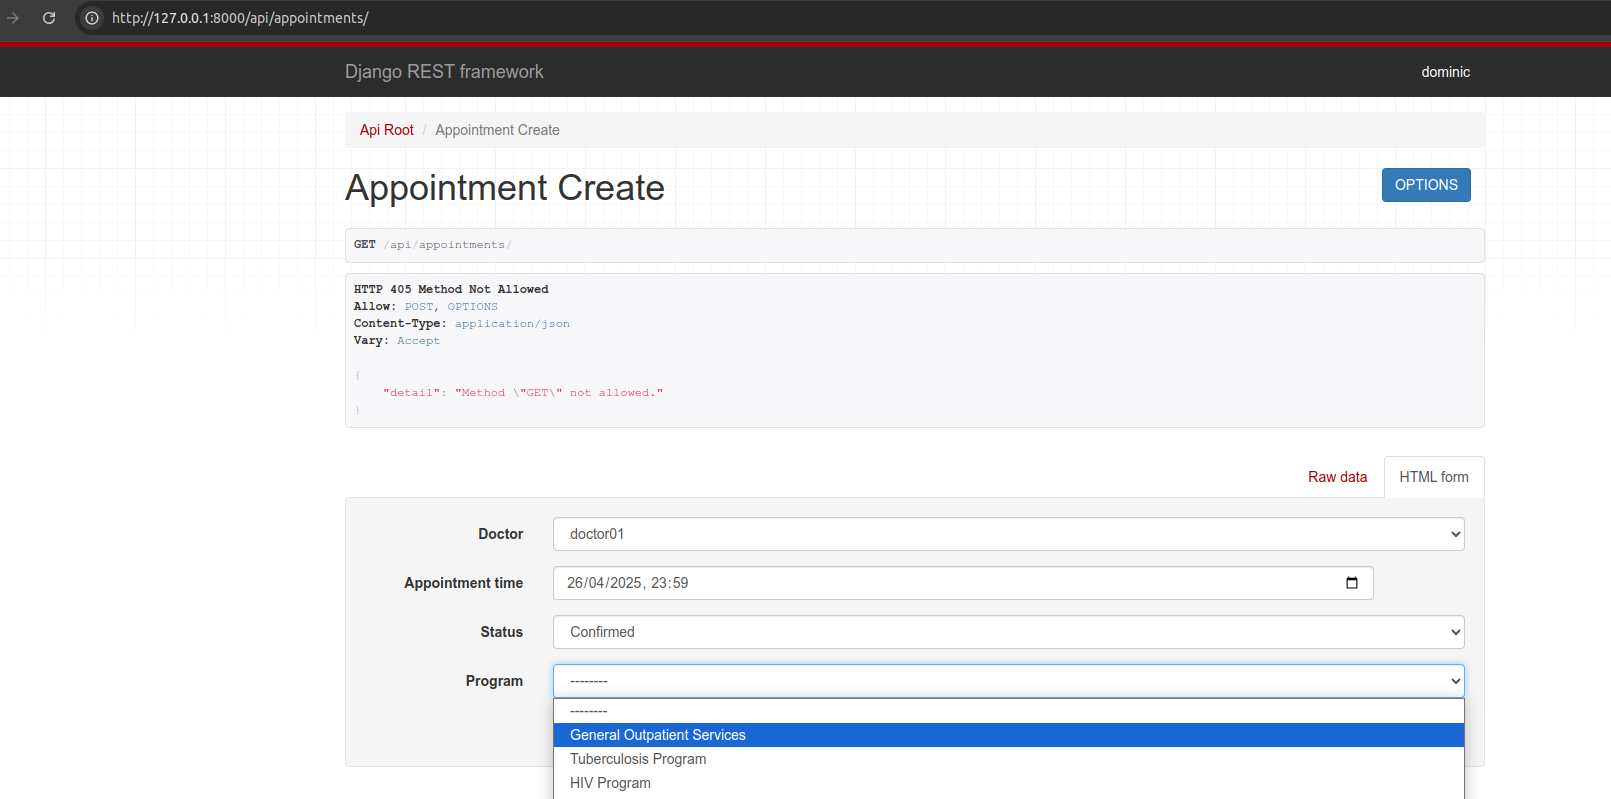 http://127.0.0.1:8000/api/appointments/
Django REST framework
dominic
Api Root / Appointment Create
Appointment Create
OPTIONS
GET /api/appointments/
HTTP 405 Method Not Allowed
Allow: POST, OPTIONS
Content-Type: application/json
Vary: Accept
{
"detail": "Method \"GET\" not allowed."
}
Raw data
HTML form
Doctor
doctor01
Appointment time
26/04/2025, 23:59
Status
Confirmed
Program
--------
--------
General Outpatient Services
Tuberculosis Program
HIV Program